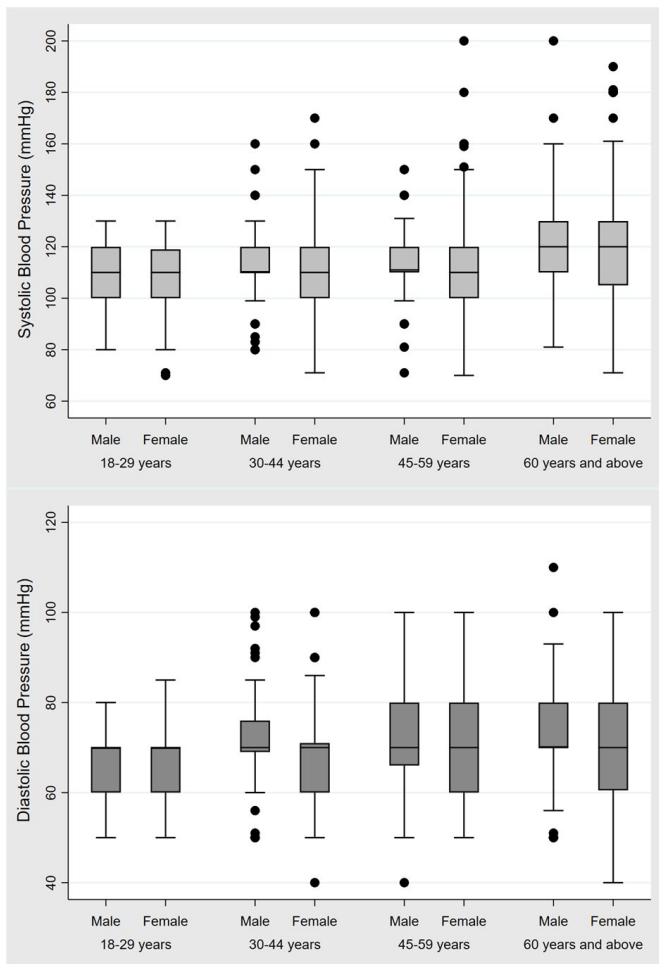 Systolic Blood Pressure (mmHg)
200
180
160
140
120
100
80
60
Male Female Male Female Male Female Male Female
18-29 years 30-44 years 45-59 years 60 years and above
Diastolic Blood Pressure (mmHg)
120
100
80
60
40
Male Female Male Female Male Female Male Female
18-29 years 30-44 years 45-59 years 60 years and above